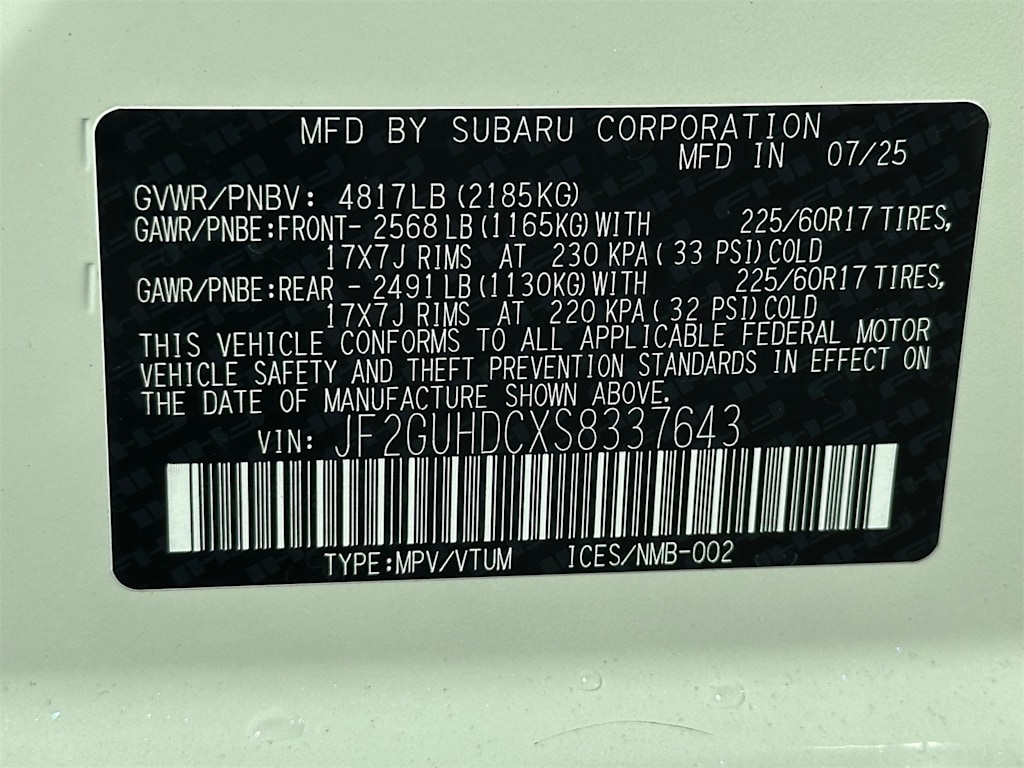 MFD BY SUBARU CORPORATION
MFD IN 07/25
GVWR/PNBV: 4817LB (2185KG)
GAWR/PNBE:FRONT- 2568 LB (1165KG) WITH 225/60R17 TIRES,
17X7J RIMS AT 230 KPA ( 33 PSI) COLD
GAWR/PNBE:REAR - 2491 LB (1130KG) WITH 225/60R17 TIRES,
17X7J RIMS AT 220 KPA ( 32 PSI) COLD
THIS VEHICLE CONFORMS TO ALL APPLICABLE FEDERAL MOTOR
VEHICLE SAFETY AND THEFT PREVENTION STANDARDS IN EFFECT ON
THE DATE OF MANUFACTURE SHOWN ABOVE.
VIN: JF2GUHDCXS8337643
TYPE:MPV/VTUM ICES/NMB-002